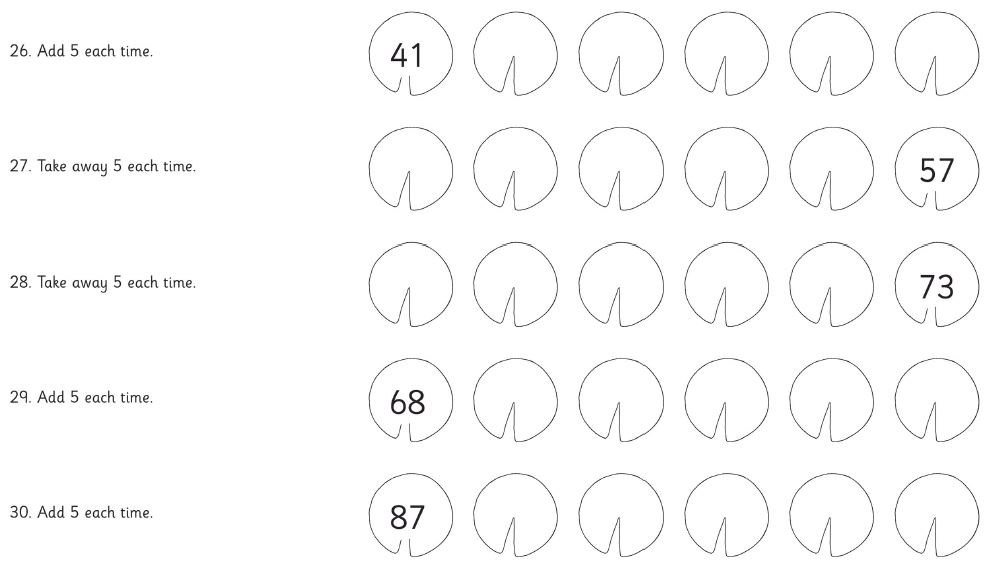 26. Add 5 each time. 41
27. Take away 5 each time. 57
28. Take away 5 each time. 73
29. Add 5 each time. 68
30. Add 5 each time. 87